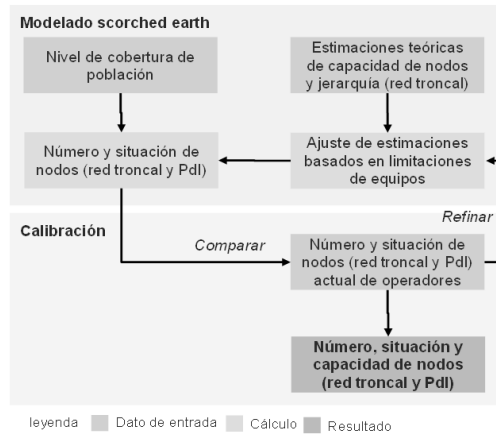 Modelado scorched earth
Nivel de cobertura de
población
Estimaciones teóricas
de capacidad de nodos
y jerarquía (red troncal)
Número y situación de
nodos (red troncal y PdI)
Ajuste de estimaciones
basados en limitaciones
de equipos
Refinar
Calibración
Comparar
Número y situación de
nodos (red troncal y PdI)
actual de operadores
Número, situación y
capacidad de nodos
(red troncal y PdI)
leyenda Dato de entrada Cálculo Resultado